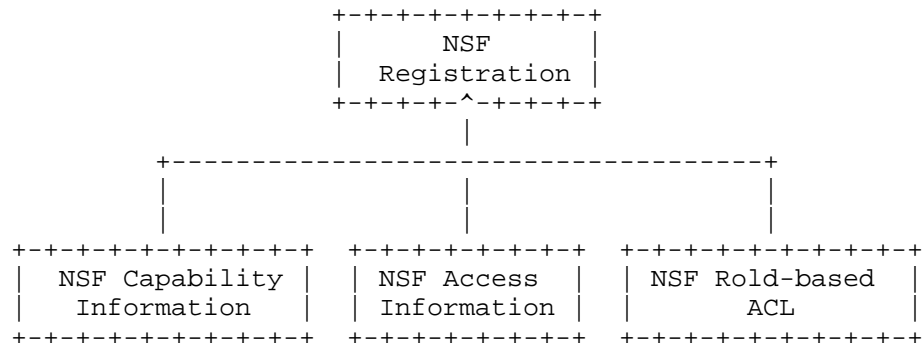 NSF
Registration
NSF Capability
Information
NSF Access
Information
NSF Rold-based
ACL